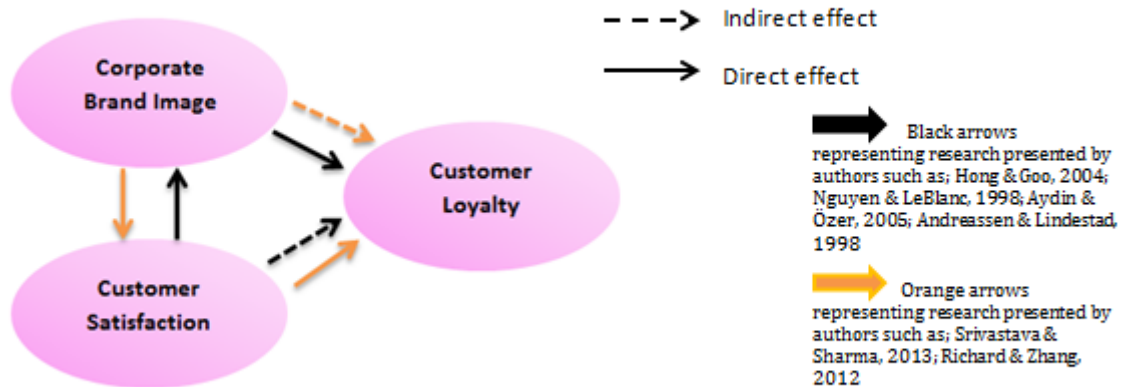 Corporate
Brand Image
Customer
Loyalty
Customer
Satisfaction
Indirect effect
Direct effect
Black arrows
representing research presented by
authors such as; Hong & Goo, 2004;
Nguyen & LeBlanc, 1998; Aydin &
Özer, 2005; Andreassen & Lindestad,
1998
Orange arrows
representing research presented by
authors such as; Srivastava &
Sharma, 2013; Richard & Zhang,
2012